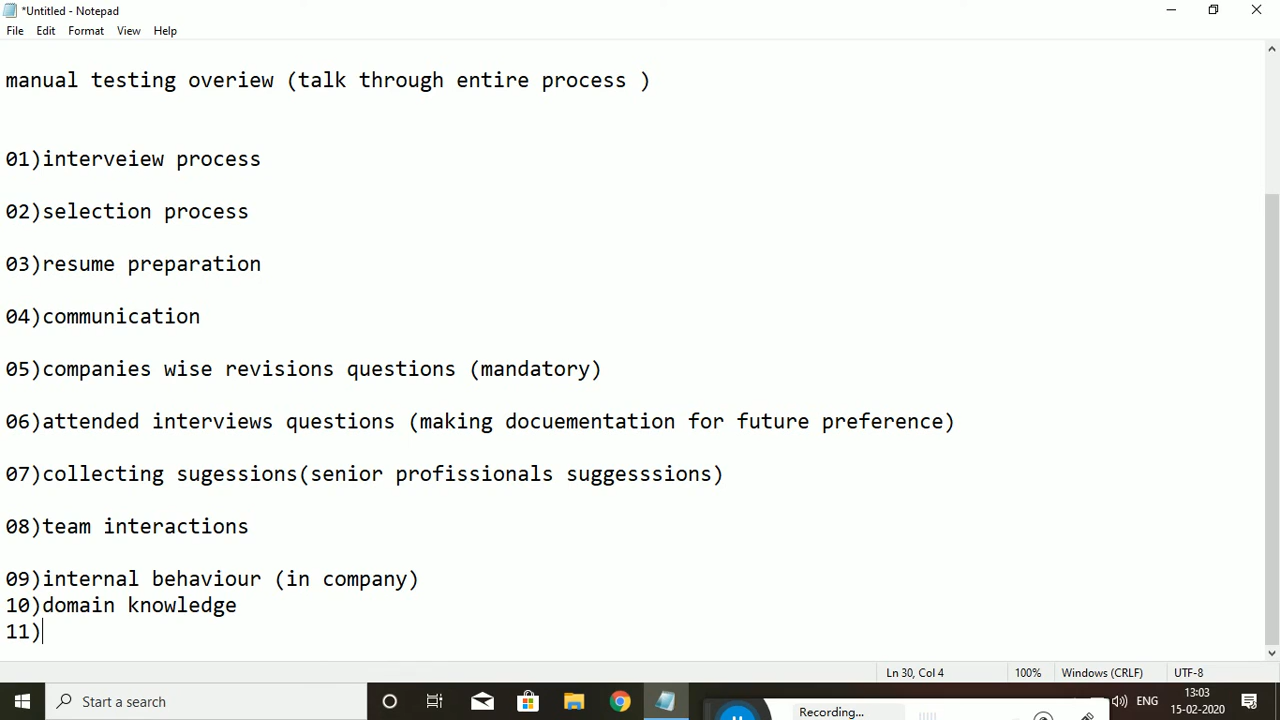 *Untitled - Notepad
File Edit Format View Help
manual testing overiew (talk through entire process )
01)interveiew process
02)selection process
03)resume preparation
04)communication
05)companies wise revisions questions (mandatory)
06)attended interviews questions (making docuementation for future preference)
07)collecting sugessions(senior profissionals suggesssions)
08)team interactions
09)internal behaviour (in company)
10)domain knowledge
11)
Ln 30, Col 4 100% Windows (CRLF) UTF-8
Start a search Recording... ENG 13:03
15-02-2020